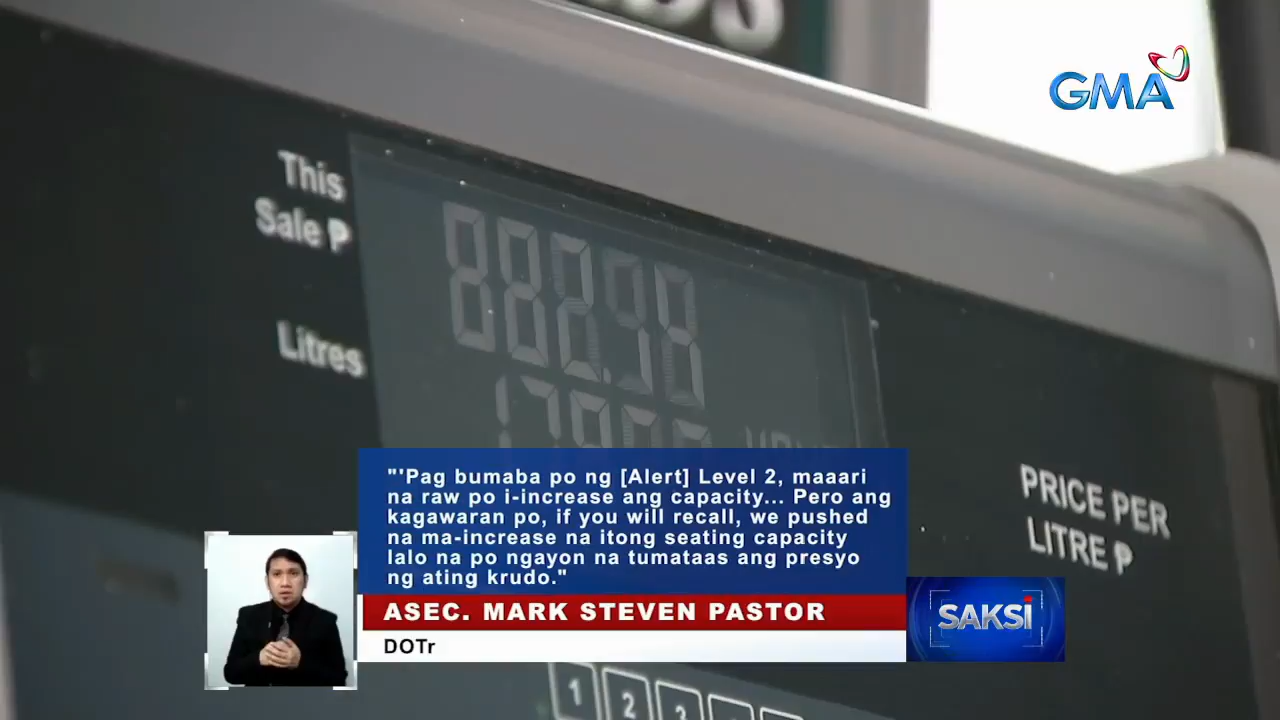 GMA
This
Sale ₱
882.98
Litres
PRICE PER
LITRE ₱
"'Pag bumaba po ng [Alert] Level 2, maaari
na raw po i-increase ang capacity... Pero ang
kagawaran po, if you will recall, we pushed
na ma-increase na itong seating capacity
lalo na po ngayon na tumataas ang presyo
ng ating krudo."
ASEC. MARK STEVEN PASTOR
DOTr
SAKSI
1 2 3